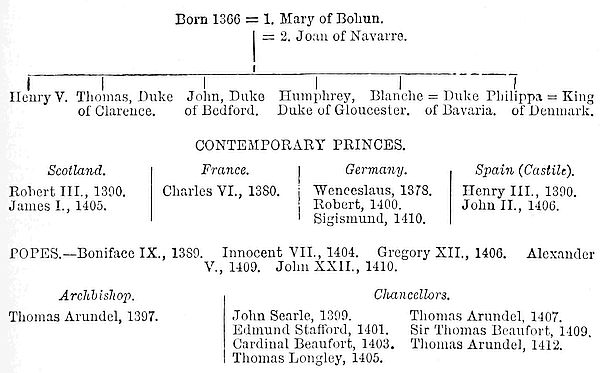 Born 1366 = 1. Mary of Bohun.
= 2. Joan of Navarre.
Henry V. Thomas, Duke of Clarence. John, Duke of Bedford. Humphrey, Duke of Gloucester. Blanche = Duke of Bavaria. Philippa = King of Denmark.
CONTEMPORARY PRINCES.
Scotland.
Robert III., 1390.
James I., 1405.
France.
Charles VI., 1380.
Germany.
Wenceslaus, 1378.
Robert, 1400.
Sigismund, 1410.
Spain (Castile).
Henry III., 1390.
John II., 1406.
POPES.—Boniface IX., 1389. Innocent VII., 1404. Gregory XII., 1406. Alexander
V., 1409. John XXII., 1410.
Archbishop.
Thomas Arundel, 1397.
Chancellors.
John Searle, 1399.
Edmund Stafford, 1401.
Cardinal Beaufort, 1403.
Thomas Longley, 1405.
Thomas Arundel, 1407.
Sir Thomas Beaufort, 1409.
Thomas Arundel, 1412.